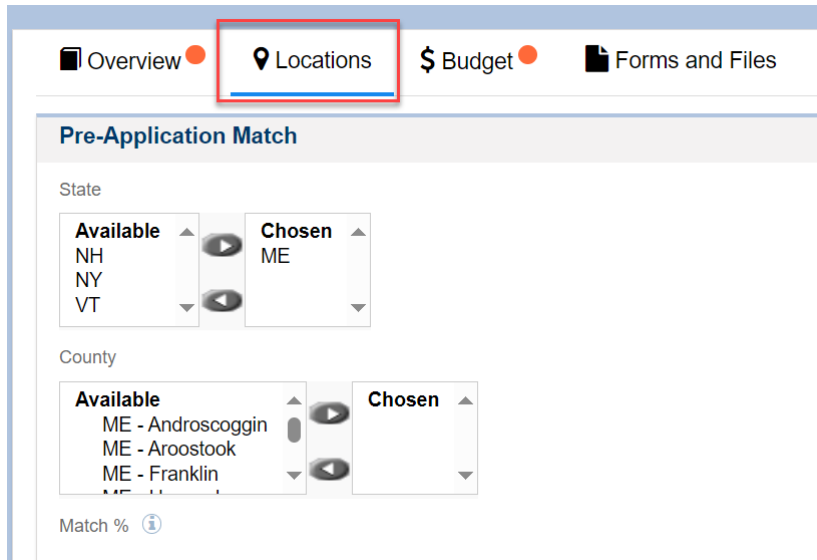 Overview Locations $ Budget Forms and Files
Pre-Application Match
State
Available Chosen
NH ME
NY
VT
County
Available Chosen
ME - Androscoggin
ME - Aroostook
ME - Franklin
Match %